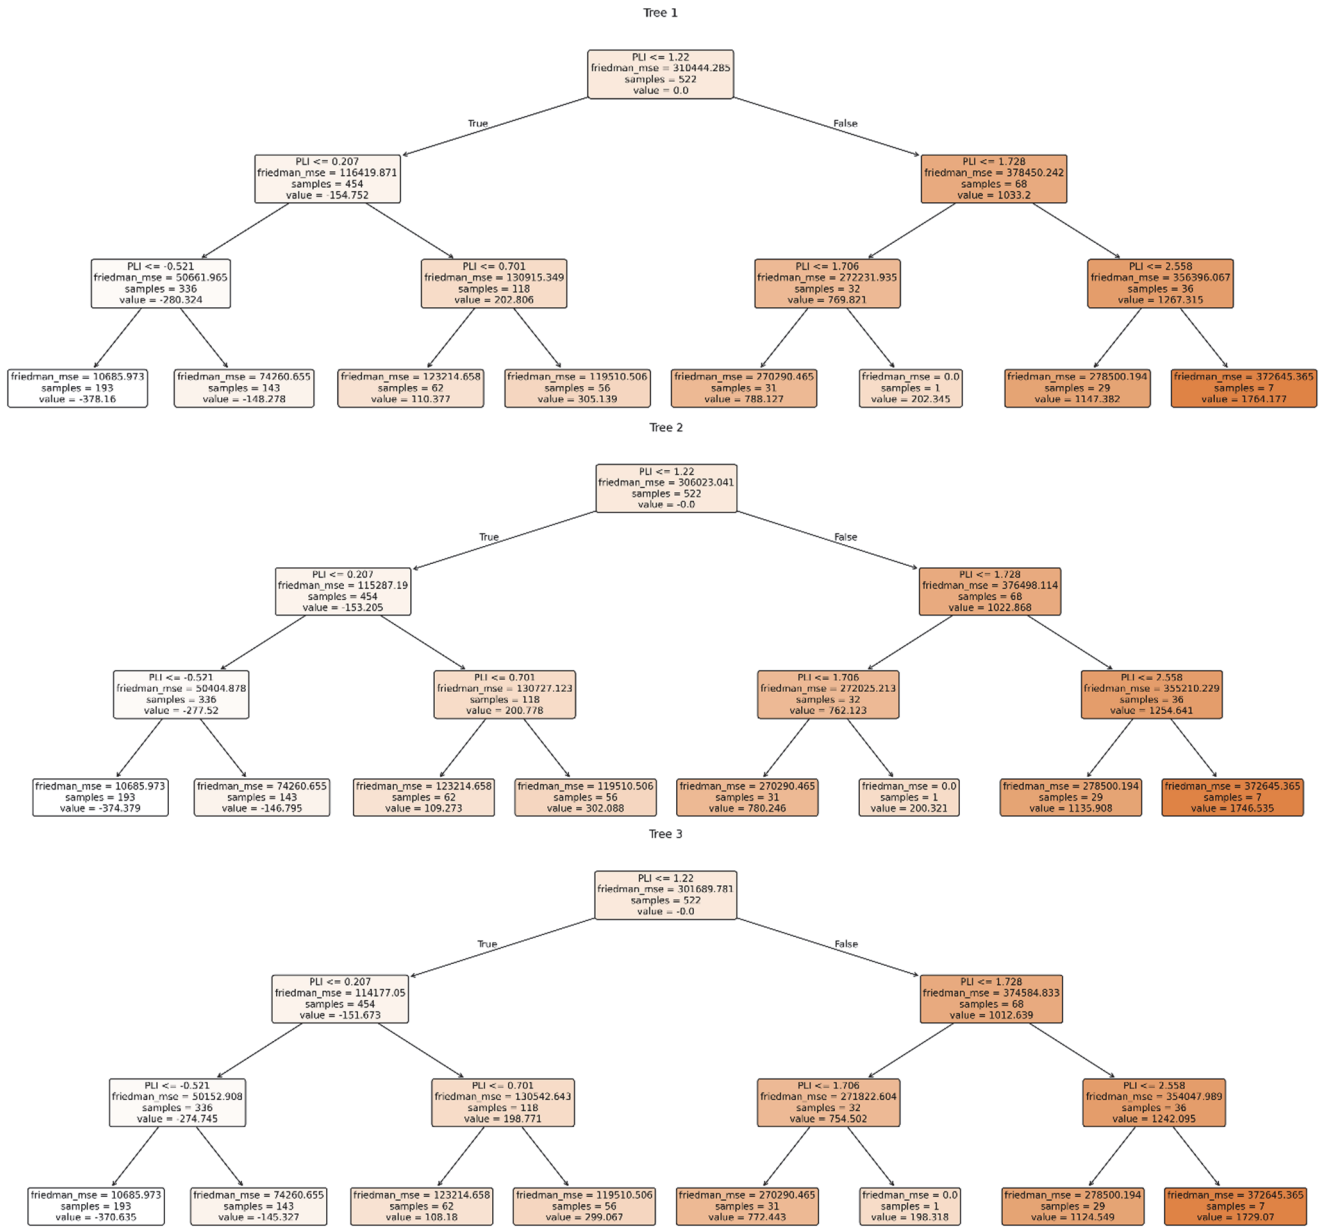 Tree 1
PLI <= 1.22
friedman_mse = 310444.285
samples = 522
value = 0.0
True
False
PLI <= 0.207
friedman_mse = 116419.871
samples = 454
value = -154.752
PLI <= 1.728
friedman_mse = 378450.242
samples = 68
value = 1033.2
PLI <= -0.521
friedman_mse = 50661.965
samples = 336
value = -280.324
PLI <= 0.701
friedman_mse = 130915.349
samples = 118
value = 202.806
PLI <= 1.706
friedman_mse = 272231.935
samples = 32
value = 769.821
PLI <= 2.558
friedman_mse = 356396.067
samples = 36
value = 1267.315
friedman_mse = 10685.973
samples = 193
value = -378.16
friedman_mse = 74260.655
samples = 143
value = -148.278
friedman_mse = 123214.658
samples = 62
value = 110.377
friedman_mse = 119510.506
samples = 56
value = 305.139
friedman_mse = 270290.465
samples = 31
value = 788.127
friedman_mse = 0.0
samples = 1
value = 202.345
friedman_mse = 278500.194
samples = 29
value = 1147.382
friedman_mse = 372645.365
samples = 7
value = 1764.177
Tree 2
PLI <= 1.22
friedman_mse = 306023.041
samples = 522
value = -0.0
True
False
PLI <= 0.207
friedman_mse = 115287.19
samples = 454
value = -153.205
PLI <= 1.728
friedman_mse = 376498.114
samples = 68
value = 1022.868
PLI <= -0.521
friedman_mse = 50404.878
samples = 336
value = -277.52
PLI <= 0.701
friedman_mse = 130727.123
samples = 118
value = 200.778
PLI <= 1.706
friedman_mse = 272025.213
samples = 32
value = 762.123
PLI <= 2.558
friedman_mse = 355210.229
samples = 36
value = 1254.641
friedman_mse = 10685.973
samples = 193
value = -374.379
friedman_mse = 74260.655
samples = 143
value = -146.795
friedman_mse = 123214.658
samples = 62
value = 109.273
friedman_mse = 119510.506
samples = 56
value = 302.088
friedman_mse = 270290.465
samples = 31
value = 780.246
friedman_mse = 0.0
samples = 1
value = 200.321
friedman_mse = 278500.194
samples = 29
value = 1135.908
friedman_mse = 372645.365
samples = 7
value = 1746.535
Tree 3
PLI <= 1.22
friedman_mse = 301689.781
samples = 522
value = -0.0
True
False
PLI <= 0.207
friedman_mse = 114177.05
samples = 454
value = -151.673
PLI <= 1.728
friedman_mse = 374584.833
samples = 68
value = 1012.639
PLI <= -0.521
friedman_mse = 50152.908
samples = 336
value = -274.745
PLI <= 0.701
friedman_mse = 130542.643
samples = 118
value = 198.771
PLI <= 1.706
friedman_mse = 271822.604
samples = 32
value = 754.502
PLI <= 2.558
friedman_mse = 354047.989
samples = 36
value = 1242.095
friedman_mse = 10685.973
samples = 193
value = -370.635
friedman_mse = 74260.655
samples = 143
value = -145.327
friedman_mse = 123214.658
samples = 62
value = 108.18
friedman_mse = 119510.506
samples = 56
value = 299.067
friedman_mse = 270290.465
samples = 31
value = 772.443
friedman_mse = 0.0
samples = 1
value = 198.318
friedman_mse = 278500.194
samples = 29
value = 1124.549
friedman_mse = 372645.365
samples = 7
value = 1729.07